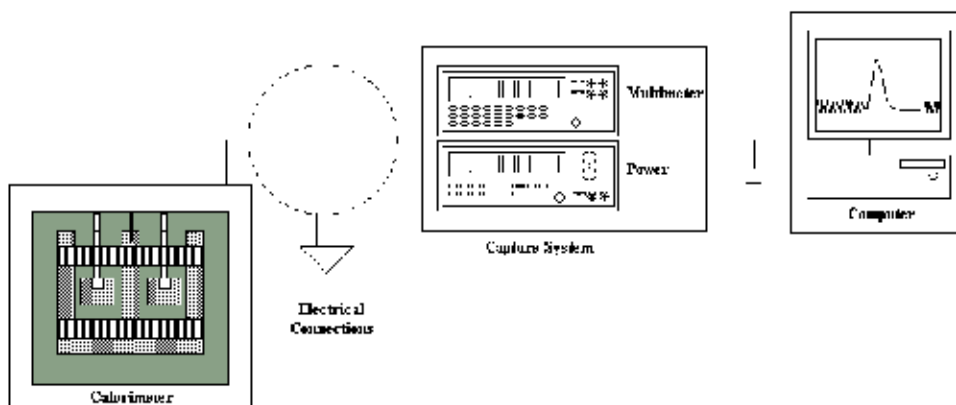 Multimeter
Power
Computer
Capture System
Electrical
Connections
Calorimeter